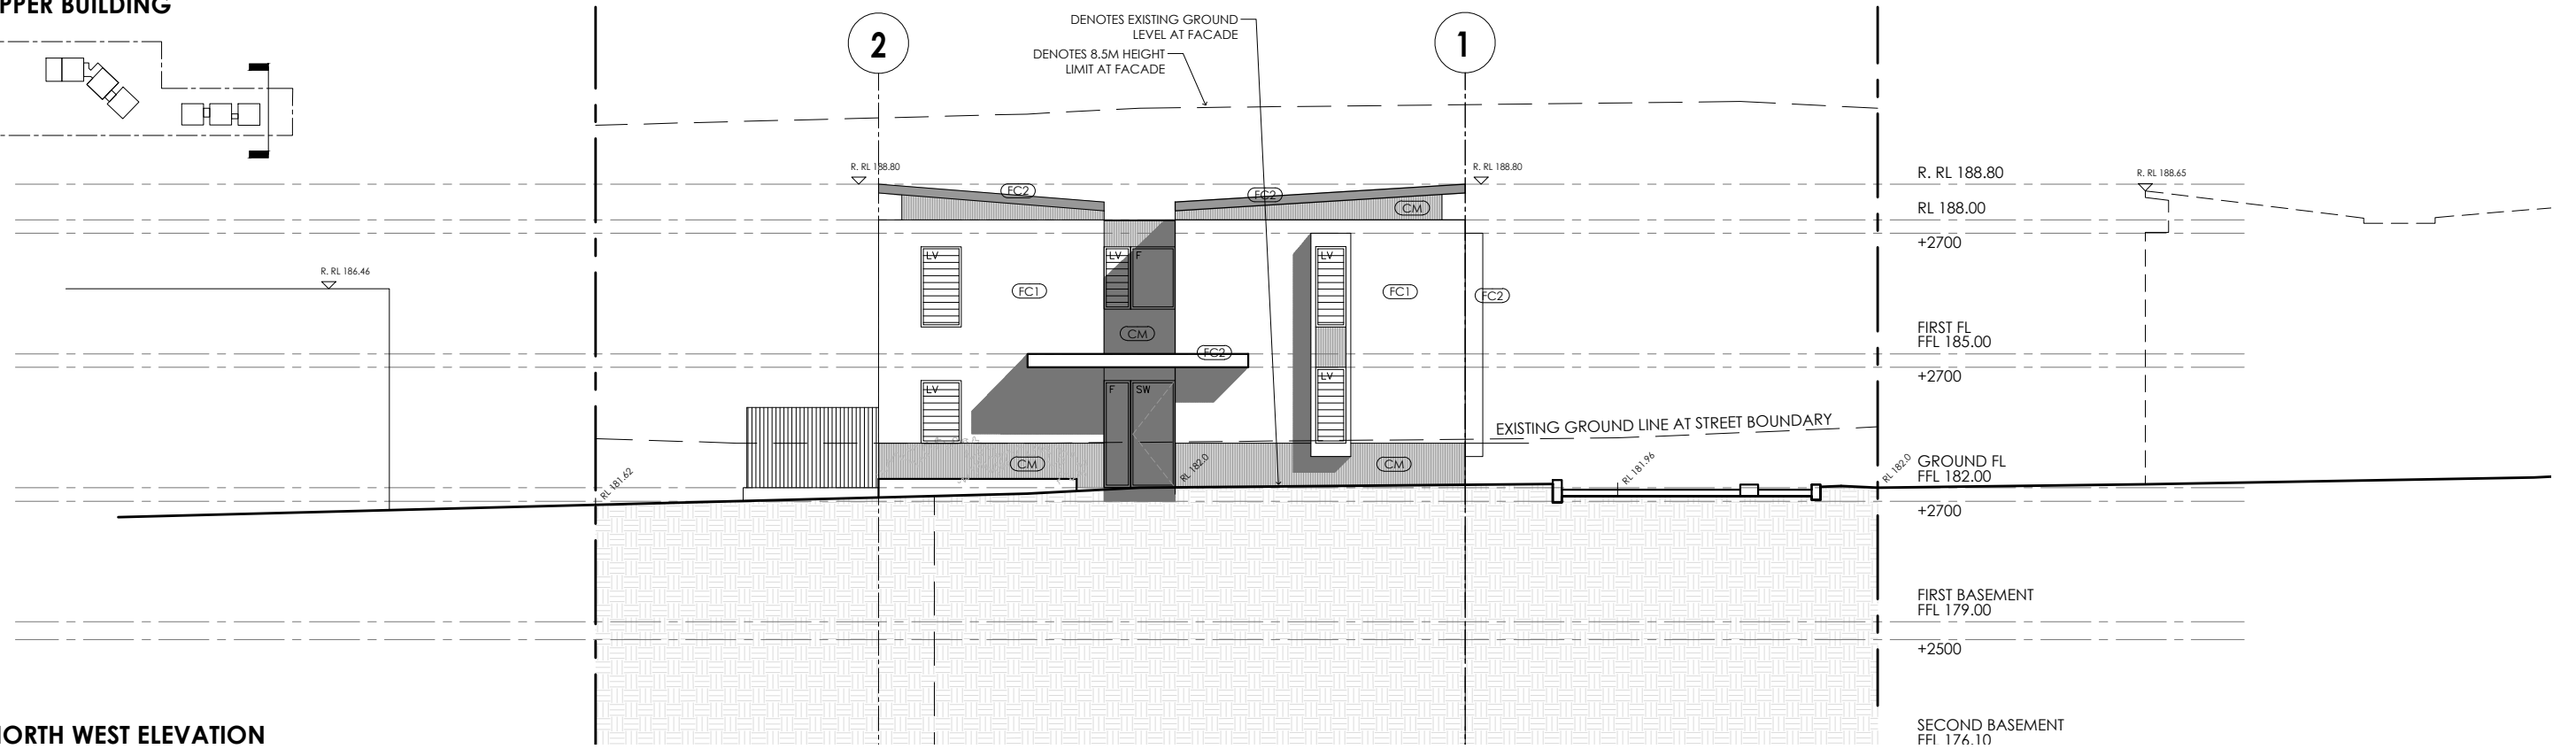 PPER BUILDING
2
1
DENOTES EXISTING GROUND
LEVEL AT FACADE
DENOTES 8.5M HEIGHT
LIMIT AT FACADE
R. RL 188.80
R. RL 188.80
R. RL 188.80
R. RL 188.65
FC2
FC2
CM
RL 188.00
+2700
LV
LV
F
LV
R. RL 186.46
FC1
FC1
FC2
CM
FIRST FL
FFL 185.00
FC2
+2700
LV
F
SW
LV
EXISTING GROUND LINE AT STREET BOUNDARY
CM
CM
RL 181.62
RL 182.0
RL 181.96
RL 182.0
GROUND FL
FFL 182.00
+2700
FIRST BASEMENT
FFL 179.00
+2500
SECOND BASEMENT
FFL 176.10
NORTH WEST ELEVATION